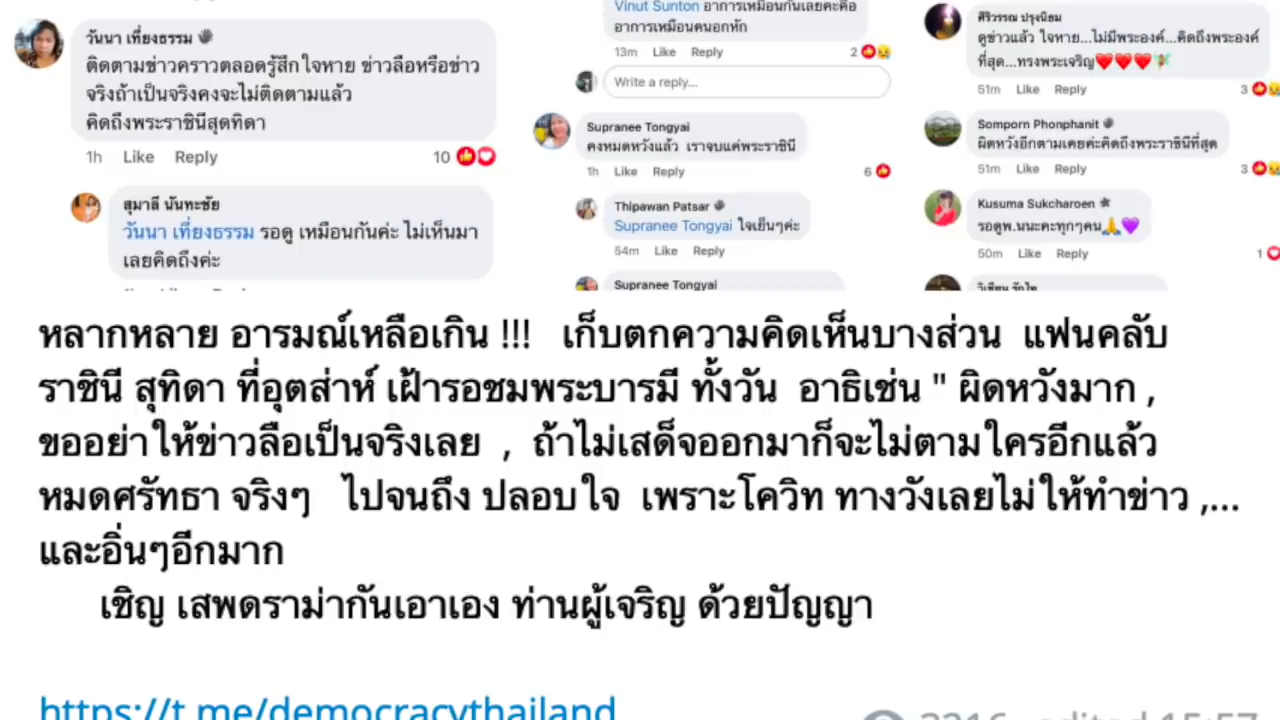 วันนา เที่ยงธรรม
ติดตามข่าวคราวตลอดรู้สึกใจหาย ข่าวลือหรือข่าว
จริงถ้าเป็นจริงคงจะไม่ติดตามแล้ว
คิดถึงพระราชินีสุทิดา
1h Like Reply 10
สุมาลี นันทะชัย
วันนา เที่ยงธรรม รอดู เหมือนกันค่ะ ไม่เห็นมา
เลยคิดถึงค่ะ
Vinut Sunton อาการเหมือนกันเลยคะคือ
อาการเหมือนคนอกหัก
13m Like Reply 2
Write a reply...
Supranee Tongyai
คงหมดหวังแล้ว เราจบแค่พระราชินี
1h Like Reply 6
Thipawan Patsar
Supranee Tongyai ใจเย็นๆค่ะ
54m Like Reply
Supranee Tongyai
ศิริวรรณ ปรุงนิยม
ดูข่าวแล้ว ใจหาย...ไม่มีพระองค์...คิดถึงพระองค์
ที่สุด...ทรงพระเจริญ❤️❤️❤️
51m Like Reply 3
Somporn Phonphanit
ผิดหวังอีกตามเคยค่ะคิดถึงพระราชินีที่สุด
51m Like Reply 3
Kusuma Sukcharoen
รอดูพ.นนะคะทุกๆคน🙏💜
50m Like Reply 1
หลากหลาย อารมณ์เหลือเกิน !!! เก็บตกความคิดเห็นบางส่วน แฟนคลับ
ราชินี สุทิดา ที่อุตส่าห์ เฝ้ารอชมพระบารมี ทั้งวัน อาธิเช่น " ผิดหวังมาก ,
ขออย่าให้ข่าวลือเป็นจริงเลย , ถ้าไม่เสด็จออกมาก็จะไม่ตามใครอีกแล้ว
หมดศรัทธา จริงๆ ไปจนถึง ปลอบใจ เพราะโควิท ทางวังเลยไม่ให้ทำข่าว ,...
และอิ่นๆอีกมาก
เชิญ เสพดราม่ากันเอาเอง ท่านผู้เจริญ ด้วยปัญญา
https://t.me/democracythailand
3216 edited 15:57